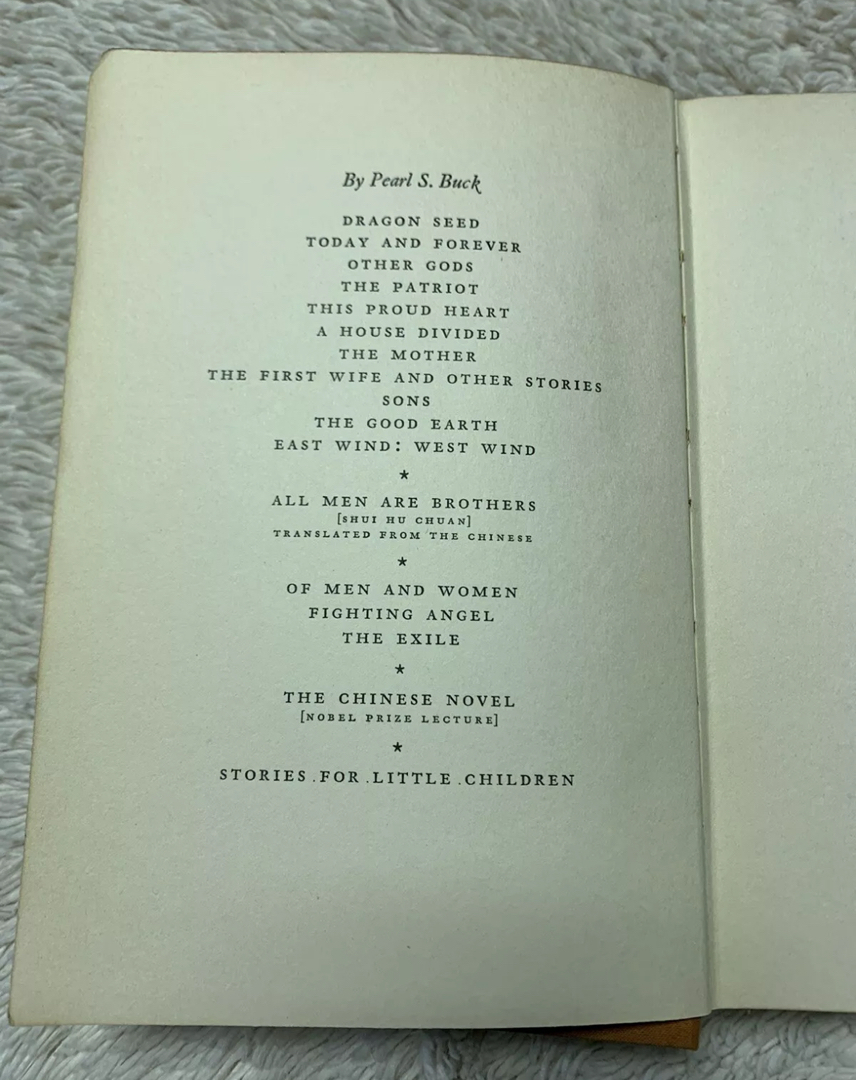 By Pearl S. Buck
DRAGON SEED
TODAY AND FOREVER
OTHER GODS
THE PATRIOT
THIS PROUD HEART
A HOUSE DIVIDED
THE MOTHER
THE FIRST WIFE AND OTHER STORIES
SONS
THE GOOD EARTH
EAST WIND: WEST WIND
*
ALL MEN ARE BROTHERS
[SHUI HU CHUAN]
TRANSLATED FROM THE CHINESE
*
OF MEN AND WOMEN
FIGHTING ANGEL
THE EXILE
*
THE CHINESE NOVEL
[NOBEL PRIZE LECTURE]
*
STORIES .FOR .LITTLE .CHILDREN